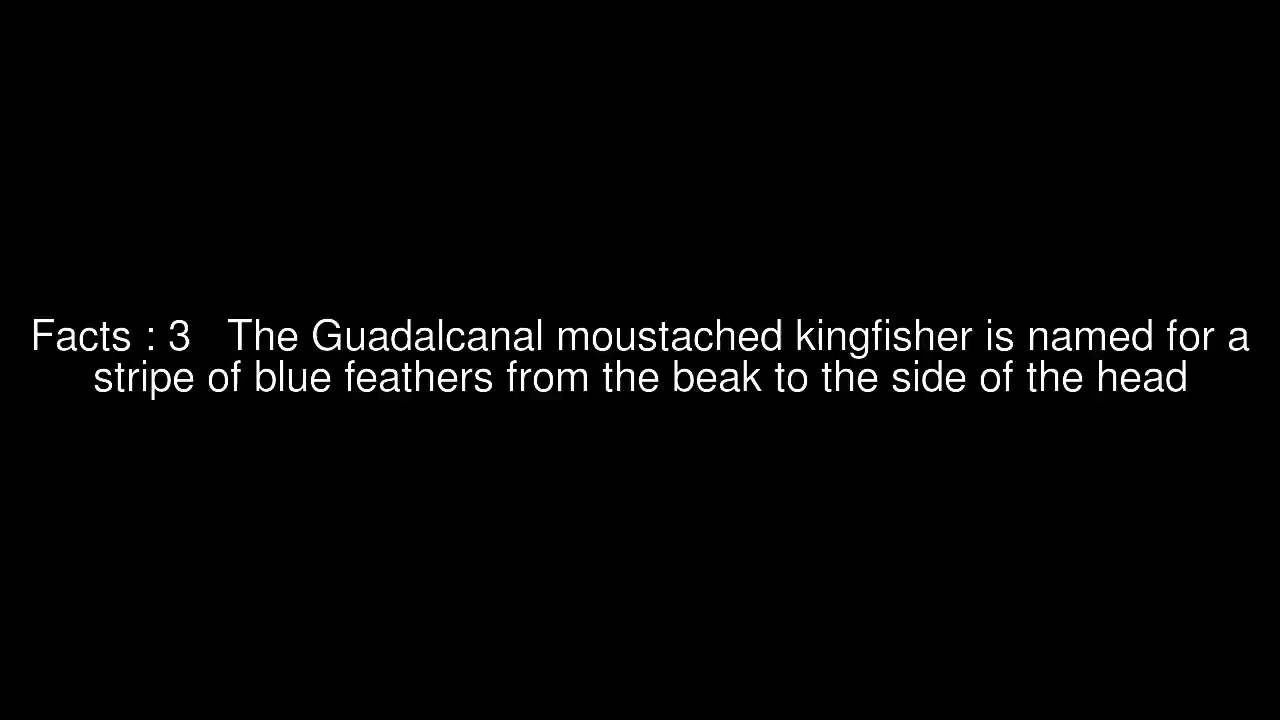 Facts : 3   The Guadalcanal moustached kingfisher is named for a
stripe of blue feathers from the beak to the side of the head